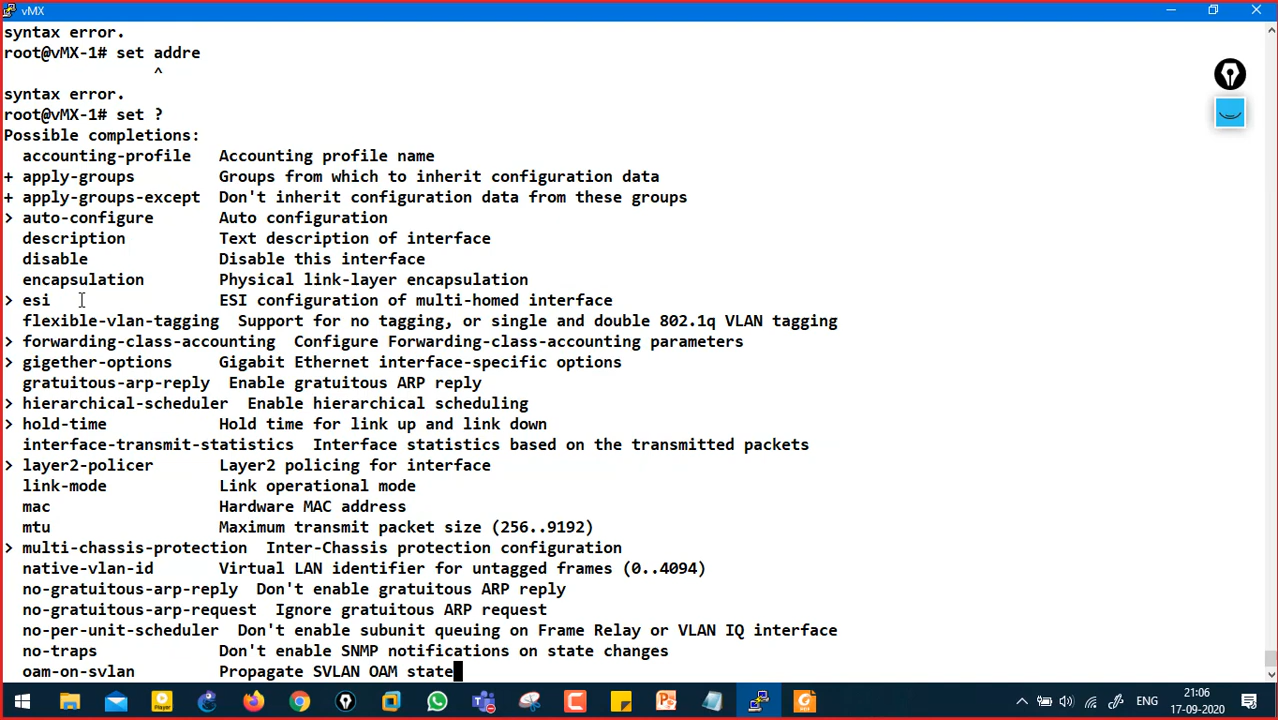 vMX
syntax error.
root@vMX-1# set addre
^
syntax error.
root@vMX-1# set ?
Possible completions:
accounting-profile Accounting profile name
+ apply-groups Groups from which to inherit configuration data
+ apply-groups-except Don't inherit configuration data from these groups
> auto-configure Auto configuration
description Text description of interface
disable Disable this interface
encapsulation Physical link-layer encapsulation
> esi ESI configuration of multi-homed interface
flexible-vlan-tagging Support for no tagging, or single and double 802.1q VLAN tagging
> forwarding-class-accounting Configure Forwarding-class-accounting parameters
> gigether-options Gigabit Ethernet interface-specific options
gratuitous-arp-reply Enable gratuitous ARP reply
> hierarchical-scheduler Enable hierarchical scheduling
> hold-time Hold time for link up and link down
interface-transmit-statistics Interface statistics based on the transmitted packets
> layer2-policer Layer2 policing for interface
link-mode Link operational mode
mac Hardware MAC address
mtu Maximum transmit packet size (256..9192)
> multi-chassis-protection Inter-Chassis protection configuration
native-vlan-id Virtual LAN identifier for untagged frames (0..4094)
no-gratuitous-arp-reply Don't enable gratuitous ARP reply
no-gratuitous-arp-request Ignore gratuitous ARP request
no-per-unit-scheduler Don't enable subunit queuing on Frame Relay or VLAN IQ interface
no-traps Don't enable SNMP notifications on state changes
oam-on-svlan Propagate SVLAN OAM state
Player
ENG
21:06
17-09-2020